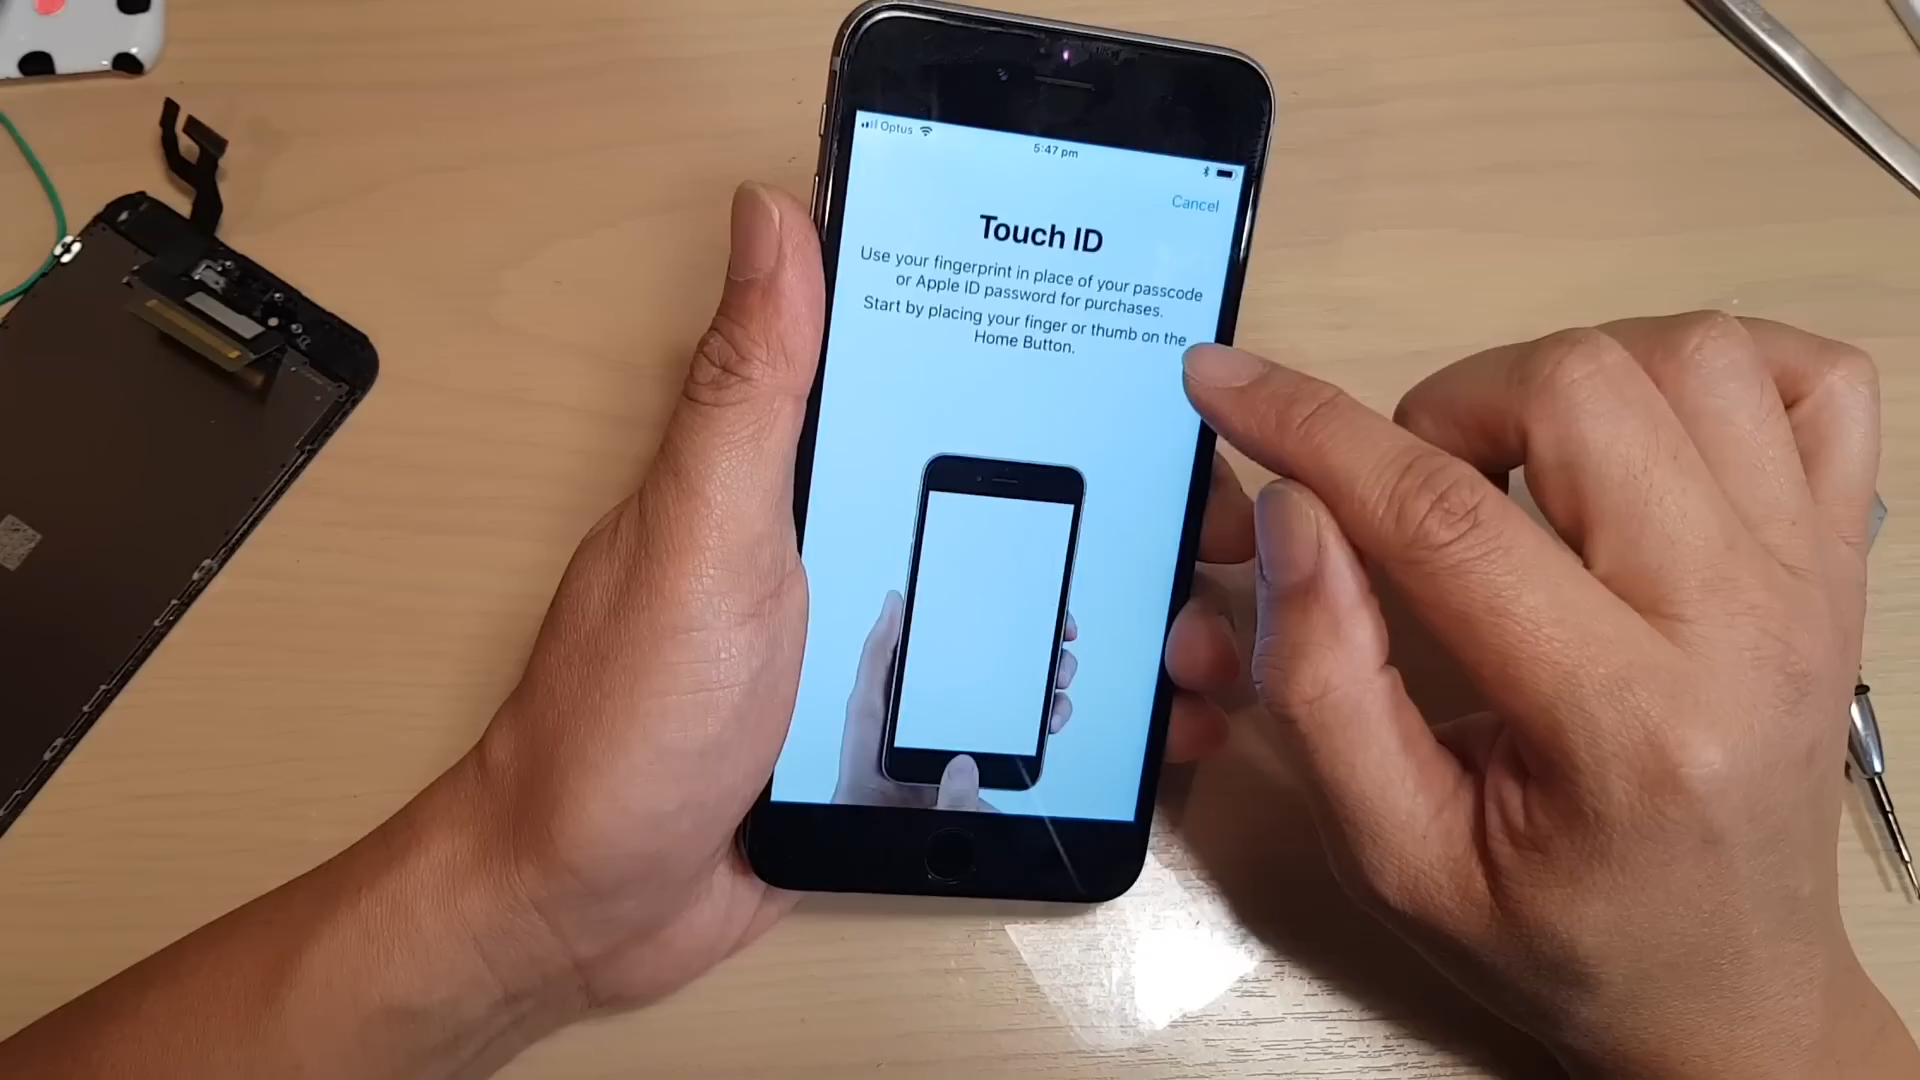 Optus
5:47 pm
Cancel
Touch ID
Use your fingerprint in place of your passcode
or Apple ID password for purchases.
Start by placing your finger or thumb on the
Home Button.